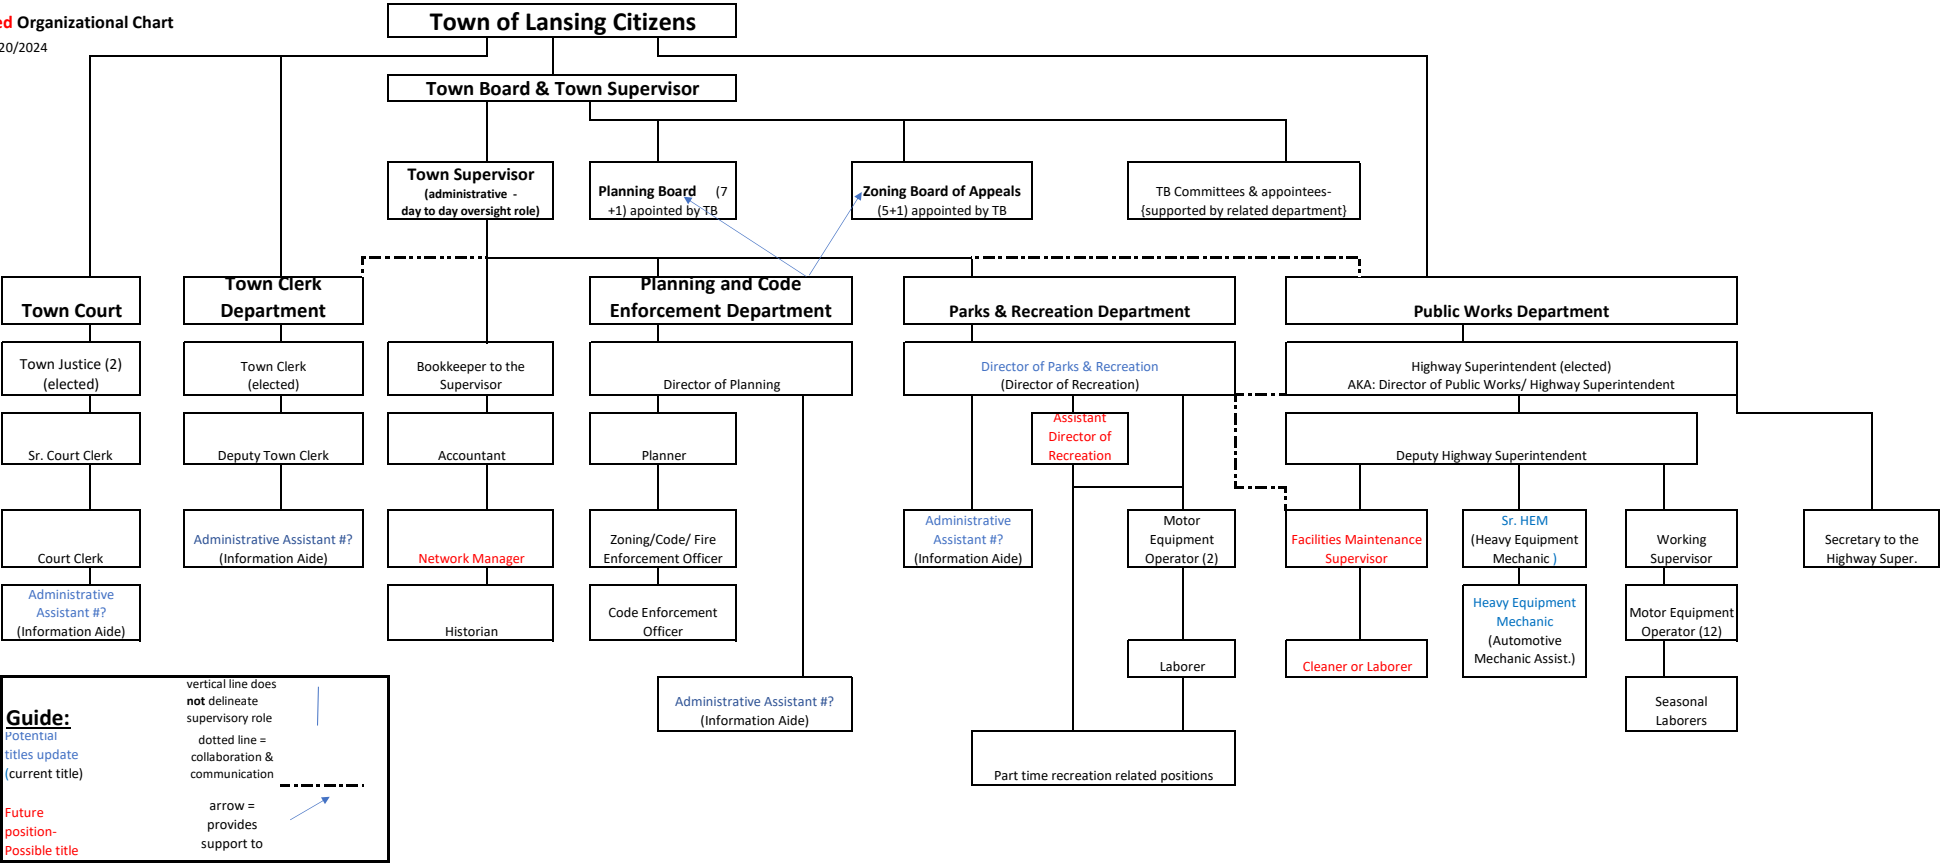 ed Organizational Chart
20/2024
Town of Lansing Citizens
Town Board & Town Supervisor
Town Supervisor
(administrative -
day to day oversight role)
Planning Board (7
+1) apointed by TB
Zoning Board of Appeals
(5+1) appointed by TB
TB Committees & appointees-
{supported by related department}
Town Court
Town Clerk
Department
Planning and Code
Enforcement Department
Parks & Recreation Department
Public Works Department
Town Justice (2)
(elected)
Town Clerk
(elected)
Bookkeeper to the
Supervisor
Director of Planning
Director of Parks & Recreation
(Director of Recreation)
Highway Superintendent (elected)
AKA: Director of Public Works/ Highway Superintendent
Sr. Court Clerk
Deputy Town Clerk
Accountant
Planner
Assistant
Director of
Recreation
Deputy Highway Superintendent
Court Clerk
Administrative Assistant #?
(Information Aide)
Network Manager
Zoning/Code/ Fire
Enforcement Officer
Administrative
Assistant #?
(Information Aide)
Motor
Equipment
Operator (2)
Facilities Maintenance
Supervisor
Sr. HEM
(Heavy Equipment
Mechanic )
Working
Supervisor
Secretary to the
Highway Super.
Administrative
Assistant #?
(Information Aide)
Historian
Code Enforcement
Officer
Laborer
Cleaner or Laborer
Heavy Equipment
Mechanic
(Automotive
Mechanic Assist.)
Motor Equipment
Operator (12)
Administrative Assistant #?
(Information Aide)
Seasonal
Laborers
Part time recreation related positions
Guide:
Potential
titles update
(current title)
Future
position-
Possible title
vertical line does
not delineate
supervisory role
dotted line =
collaboration &
communication
arrow =
provides
support to